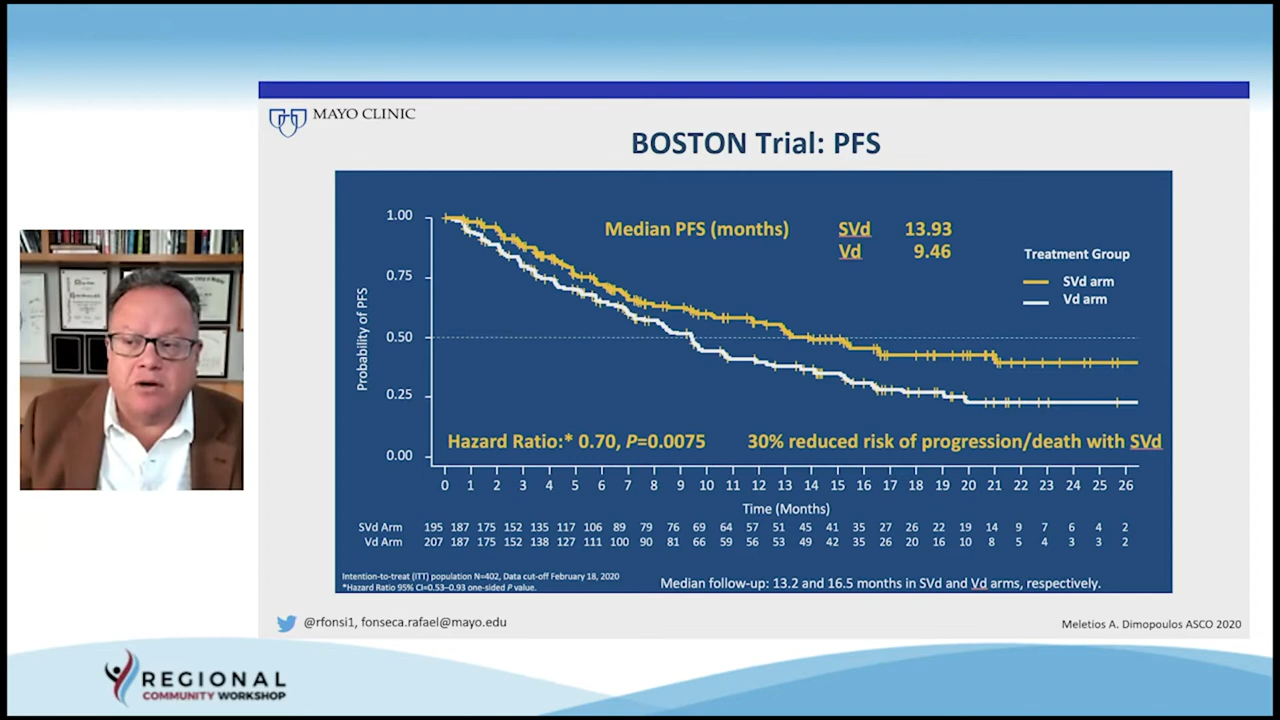 MAYO CLINIC
BOSTON Trial: PFS
Median PFS (months) SVd 13.93
Vd 9.46
Treatment Group
SVd arm
Vd arm
Probability of PFS
1.00
0.75
0.50
0.25
0.00
Hazard Ratio:* 0.70, P=0.0075 30% reduced risk of progression/death with SVd
0 1 2 3 4 5 6 7 8 9 10 11 12 13 14 15 16 17 18 19 20 21 22 23 24 25 26
Time (Months)
SVd Arm 195 187 175 152 135 117 106 89 79 76 69 64 57 51 45 41 35 27 26 22 19 14 9 7 6 4 2
Vd Arm 207 187 175 152 138 127 111 100 90 81 66 59 56 53 49 42 35 26 20 16 10 8 5 4 3 3 2
Intention-to-treat (ITT) population N=402, Data cut-off February 18, 2020
*Hazard Ratio 95% CI=0.53–0.93 one-sided P value.
Median follow-up: 13.2 and 16.5 months in SVd and Vd arms, respectively.
@rfonsi1, fonseca.rafael@mayo.edu
Meletios A. Dimopoulos ASCO 2020
REGIONAL
COMMUNITY WORKSHOP